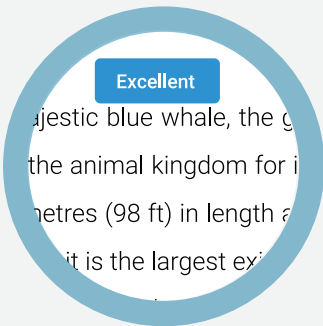 Excellent
ajestic blue whale, the g
the animal kingdom for i
netres (98 ft) in length a
it is the largest exi